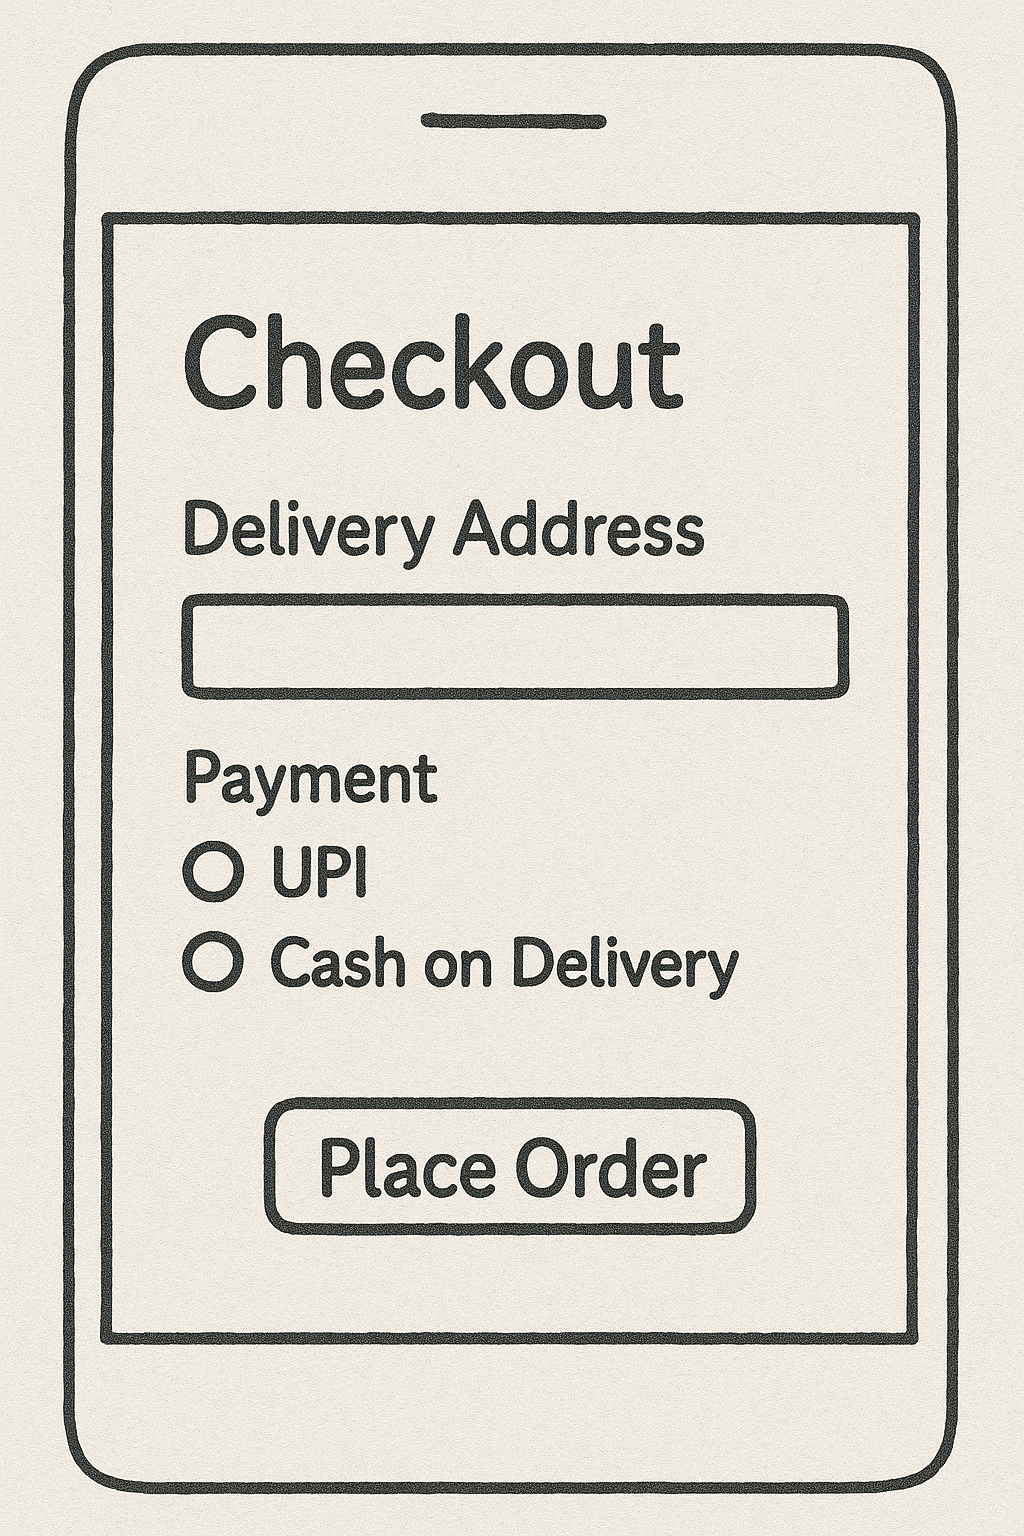 Checkout
Delivery Address
Payment
UPI
Cash on Delivery
Place Order